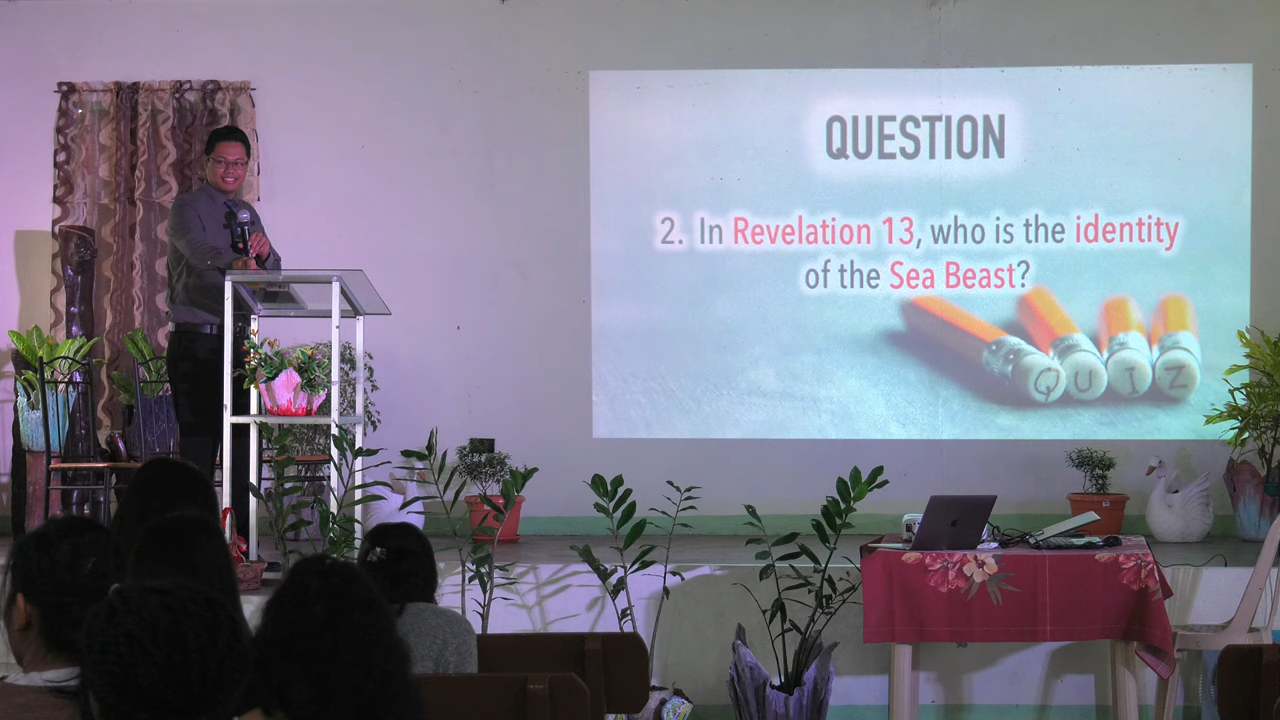 QUESTION
2. In Revelation 13, who is the identity
of the Sea Beast?
QUIZ